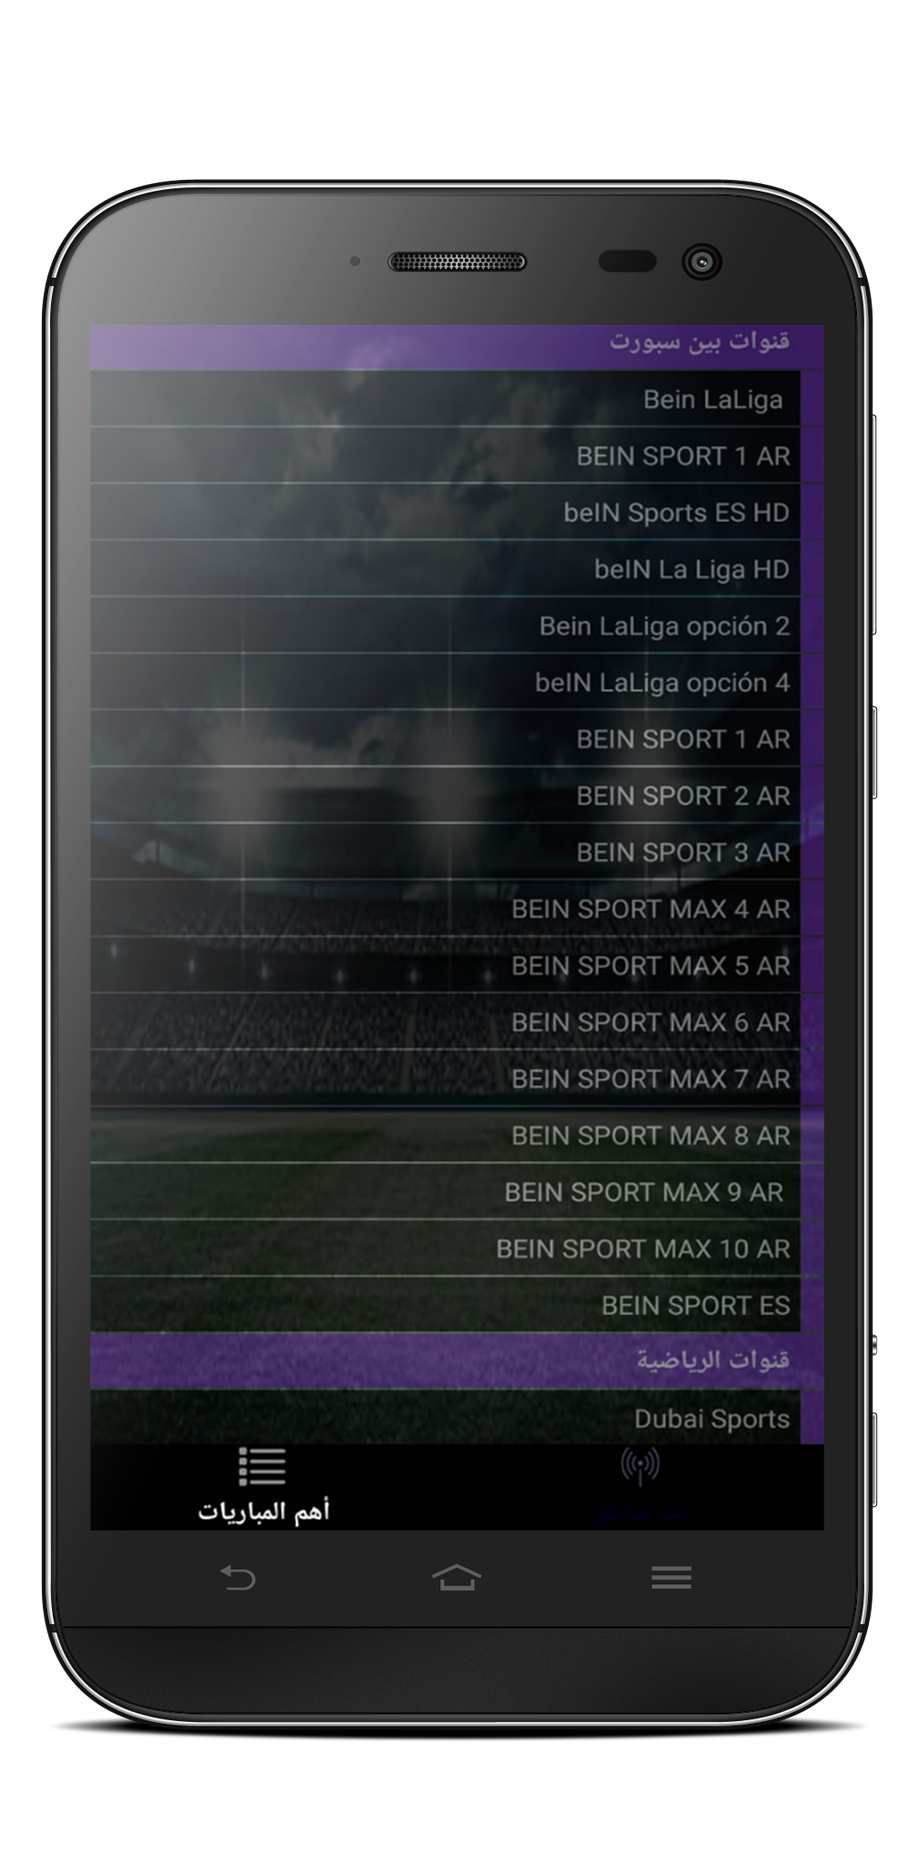 قنوات بين سبورت
Bein LaLiga
BEIN SPORT 1 AR
beIN Sports ES HD
beIN La Liga HD
Bein LaLiga opción 2
beIN LaLiga opción 4
BEIN SPORT 1 AR
BEIN SPORT 2 AR
BEIN SPORT 3 AR
BEIN SPORT MAX 4 AR
BEIN SPORT MAX 5 AR
BEIN SPORT MAX 6 AR
BEIN SPORT MAX 7 AR
BEIN SPORT MAX 8 AR
BEIN SPORT MAX 9 AR
BEIN SPORT MAX 10 AR
BEIN SPORT ES
قنوات الرياضية
Dubai Sports
أهم المباريات